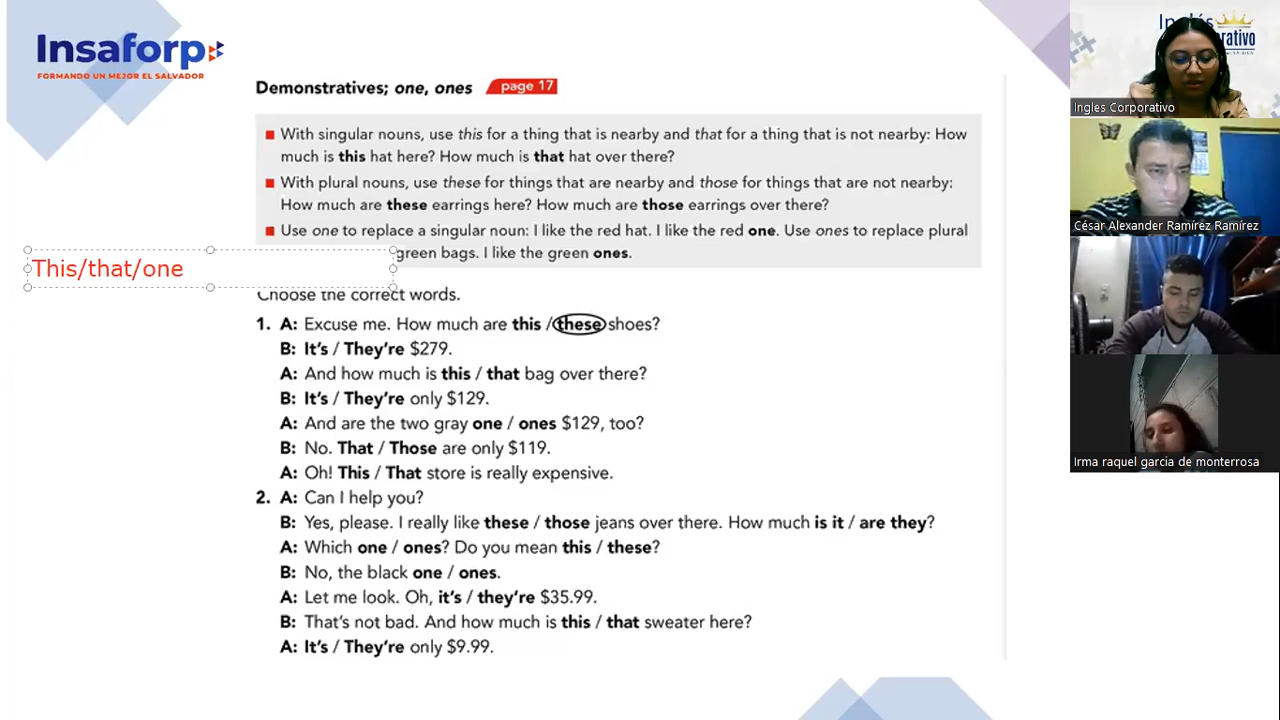 Insaforp
FORMANDO UN MEJOR EL SALVADOR
Demonstratives; one, ones page 17
With singular nouns, use this for a thing that is nearby and that for a thing that is not nearby: How
much is this hat here? How much is that hat over there?
With plural nouns, use these for things that are nearby and those for things that are not nearby:
How much are these earrings here? How much are those earrings over there?
Use one to replace a singular noun: I like the red hat. I like the red one. Use ones to replace plural
green bags. I like the green ones.
This/that/one
Choose the correct words.
1. A: Excuse me. How much are this / these shoes?
B: It's / They're $279.
A: And how much is this / that bag over there?
B: It's / They're only $129.
A: And are the two gray one / ones $129, too?
B: No. That / Those are only $119.
A: Oh! This / That store is really expensive.
2. A: Can I help you?
B: Yes, please. I really like these / those jeans over there. How much is it / are they?
A: Which one / ones? Do you mean this / these?
B: No, the black one / ones.
A: Let me look. Oh, it's / they're $35.99.
B: That's not bad. And how much is this / that sweater here?
A: It's / They're only $9.99.
Ingles Corporativo
César Alexander Ramírez Ramírez
Irma raquel garcia de monterrosa